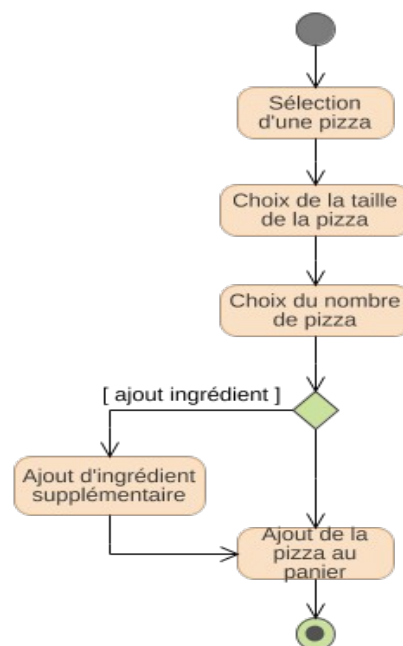 Sélection
d'une pizza
Choix de la taille
de la pizza
Choix du nombre
de pizza
[ ajout ingrédient ]
Ajout d'ingrédient
supplémentaire
Ajout de la
pizza au
panier